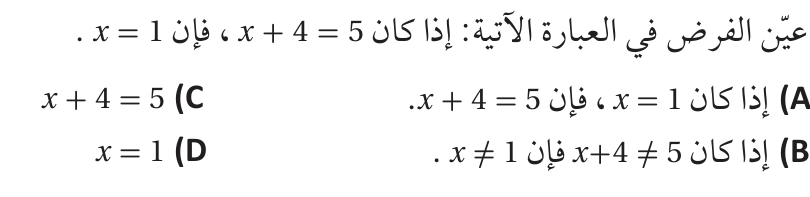 عيّن الفرض في العبارة الآتية: إذا كان x + 4 = 5 ، فإن x = 1 .
A) إذا كان x = 1 ، فإن x + 4 = 5.
C) x + 4 = 5
B) إذا كان x+4 ≠ 5 فإن x ≠ 1 .
D) x = 1